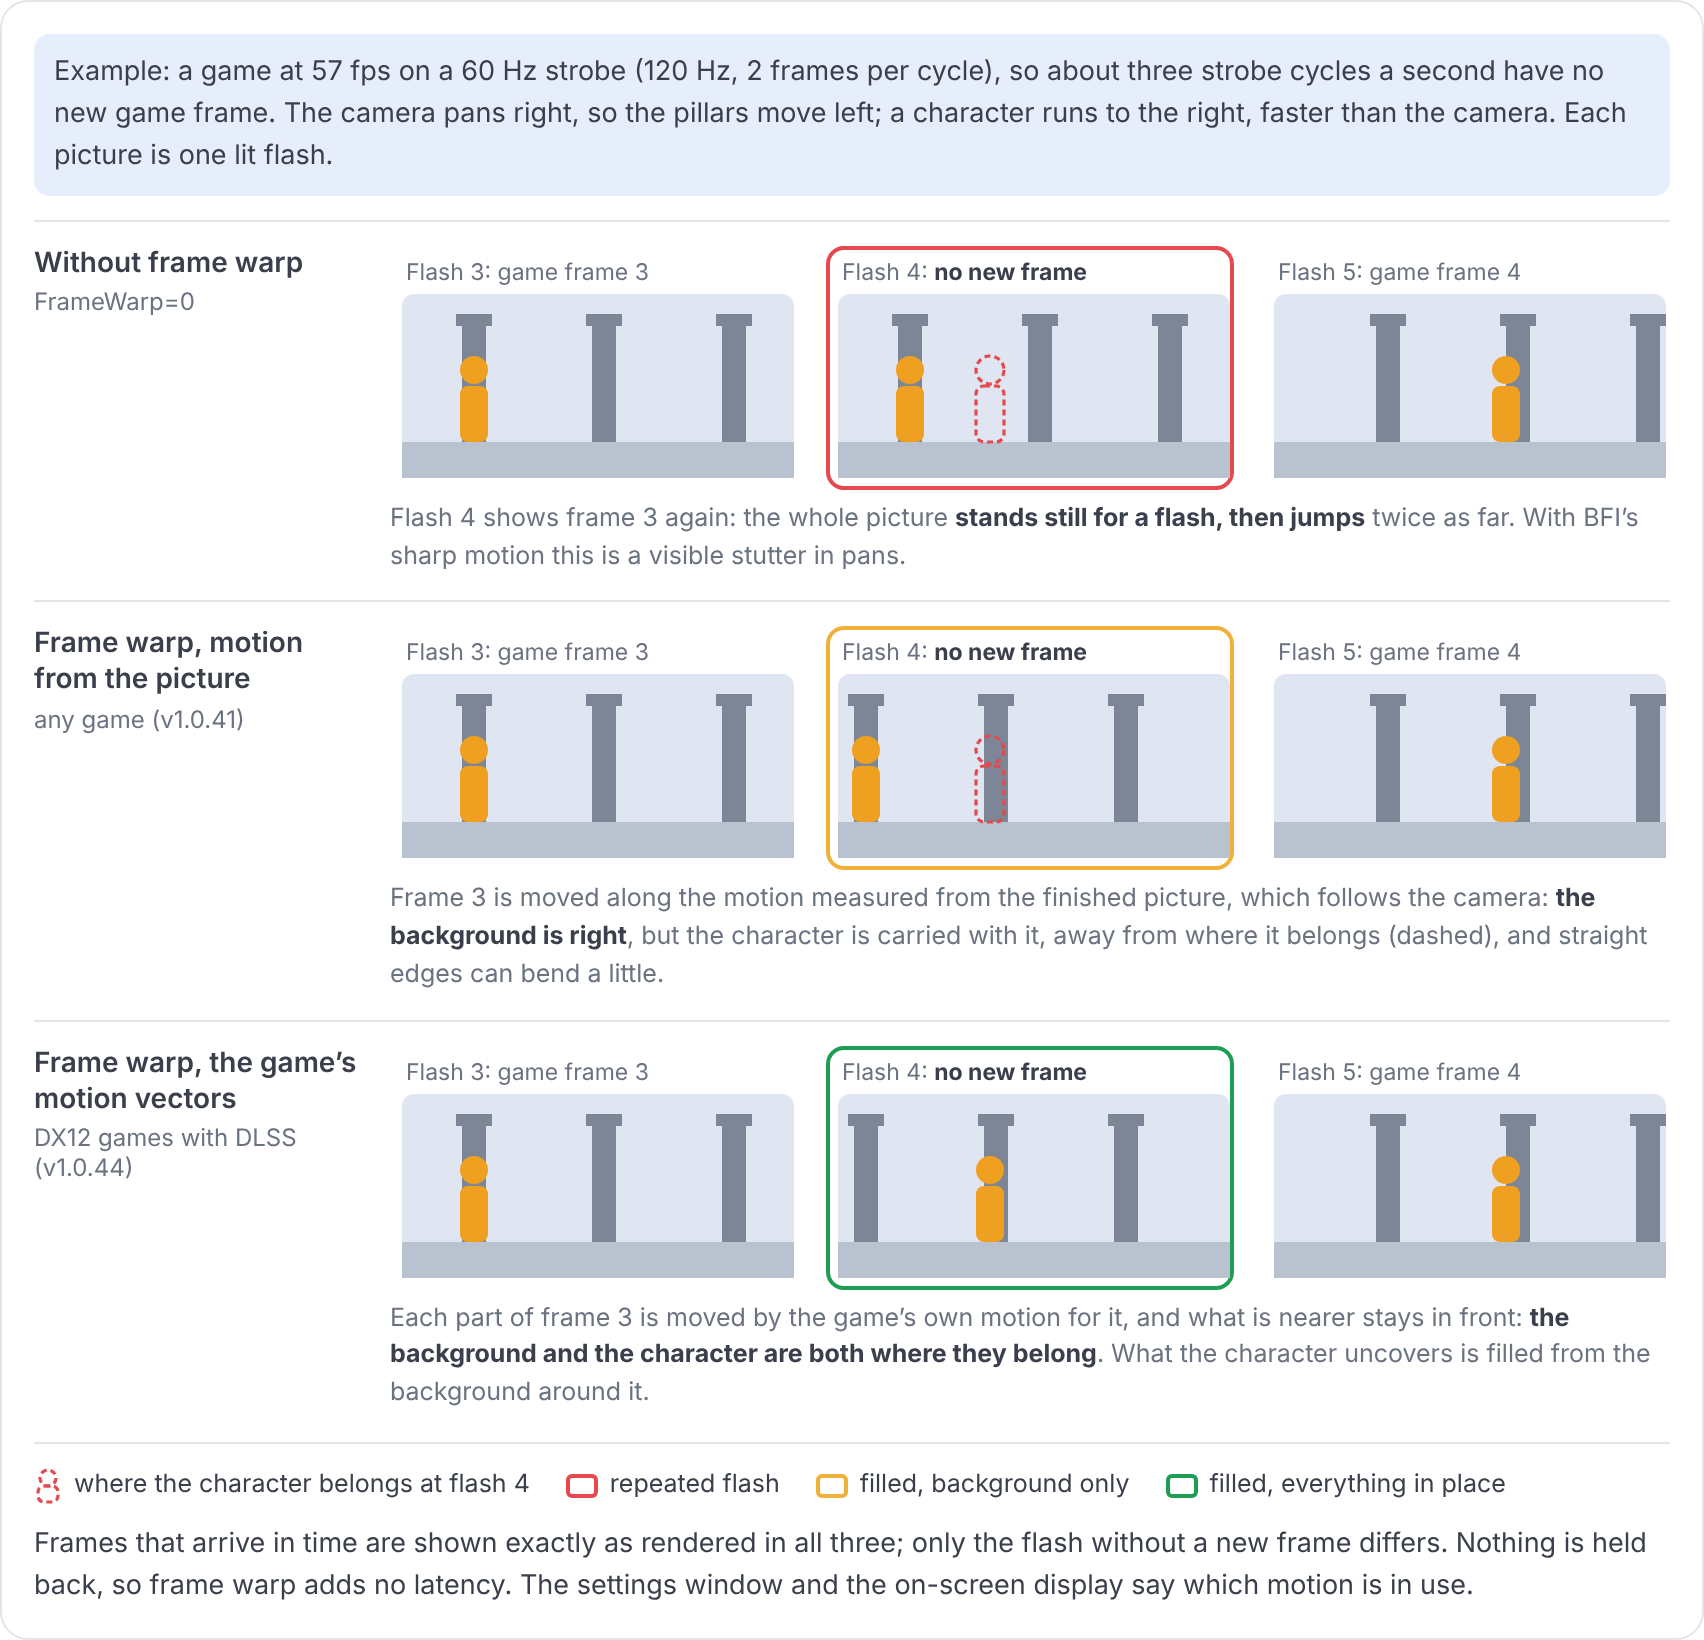 Example: a game at 57 fps on a 60 Hz strobe (120 Hz, 2 frames per cycle), so about three strobe cycles a second have no
new game frame. The camera pans right, so the pillars move left; a character runs to the right, faster than the camera. Each
picture is one lit flash.
Without frame warp
FrameWarp=0
Flash 3: game frame 3
Flash 4: no new frame
Flash 5: game frame 4
Flash 4 shows frame 3 again: the whole picture stands still for a flash, then jumps twice as far. With BFI’s
sharp motion this is a visible stutter in pans.
Frame warp, motion
from the picture
any game (v1.0.41)
Flash 3: game frame 3
Flash 4: no new frame
Flash 5: game frame 4
Frame 3 is moved along the motion measured from the finished picture, which follows the camera: the
background is right, but the character is carried with it, away from where it belongs (dashed), and straight
edges can bend a little.
Frame warp, the game’s
motion vectors
DX12 games with DLSS
(v1.0.44)
Flash 3: game frame 3
Flash 4: no new frame
Flash 5: game frame 4
Each part of frame 3 is moved by the game’s own motion for it, and what is nearer stays in front: the
background and the character are both where they belong. What the character uncovers is filled from the
background around it.
where the character belongs at flash 4
repeated flash
filled, background only
filled, everything in place
Frames that arrive in time are shown exactly as rendered in all three; only the flash without a new frame differs. Nothing is held
back, so frame warp adds no latency. The settings window and the on-screen display say which motion is in use.